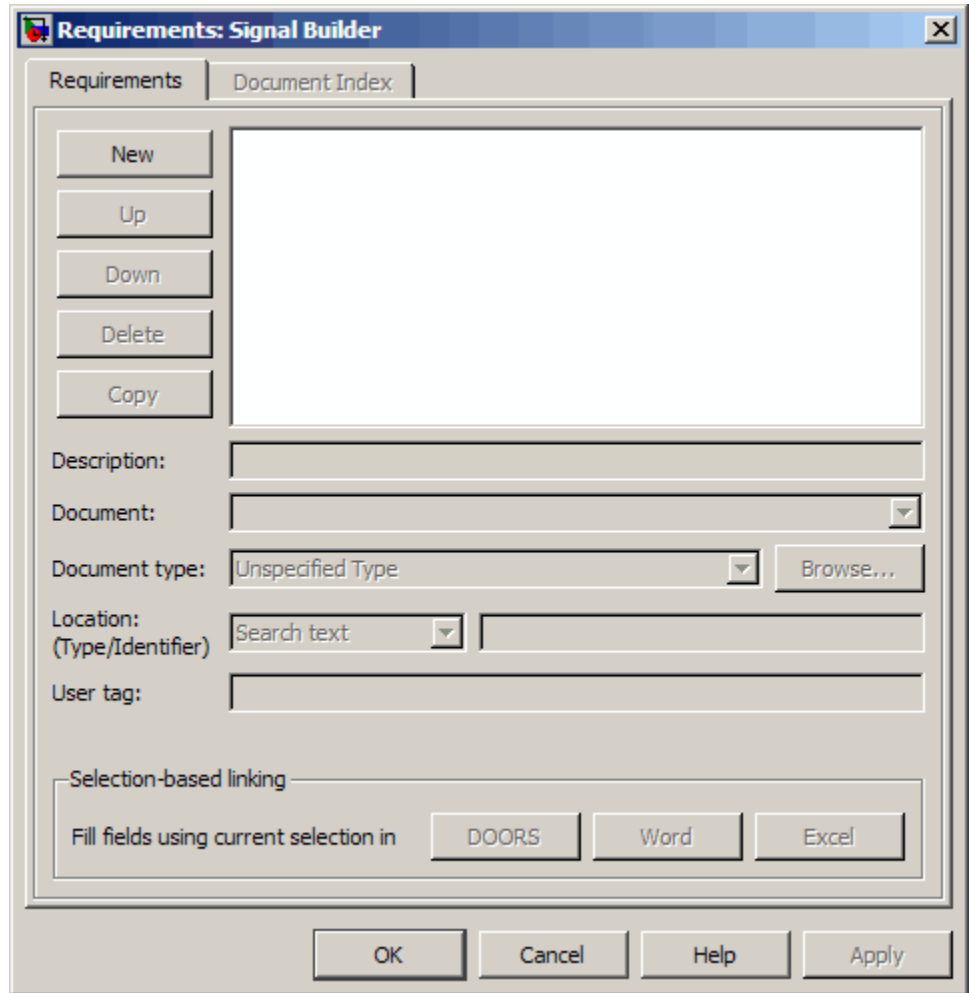 Requirements: Signal Builder
Requirements Document Index
New
Up
Down
Delete
Copy
Description:
Document:
Document type: Unspecified Type Browse...
Location:
(Type/Identifier) Search text
User tag:
Selection-based linking
Fill fields using current selection in DOORS Word Excel
OK Cancel Help Apply